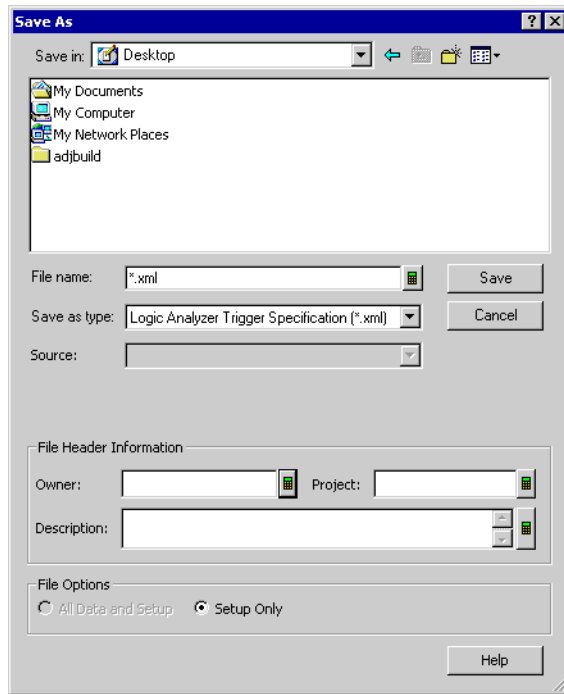 Save As
Save in: Desktop
My Documents
My Computer
My Network Places
adjbuild
File name: *.xml Save
Save as type: Logic Analyzer Trigger Specification (*.xml) Cancel
Source:
File Header Information
Owner: Project:
Description:
File Options
All Data and Setup Setup Only
Help